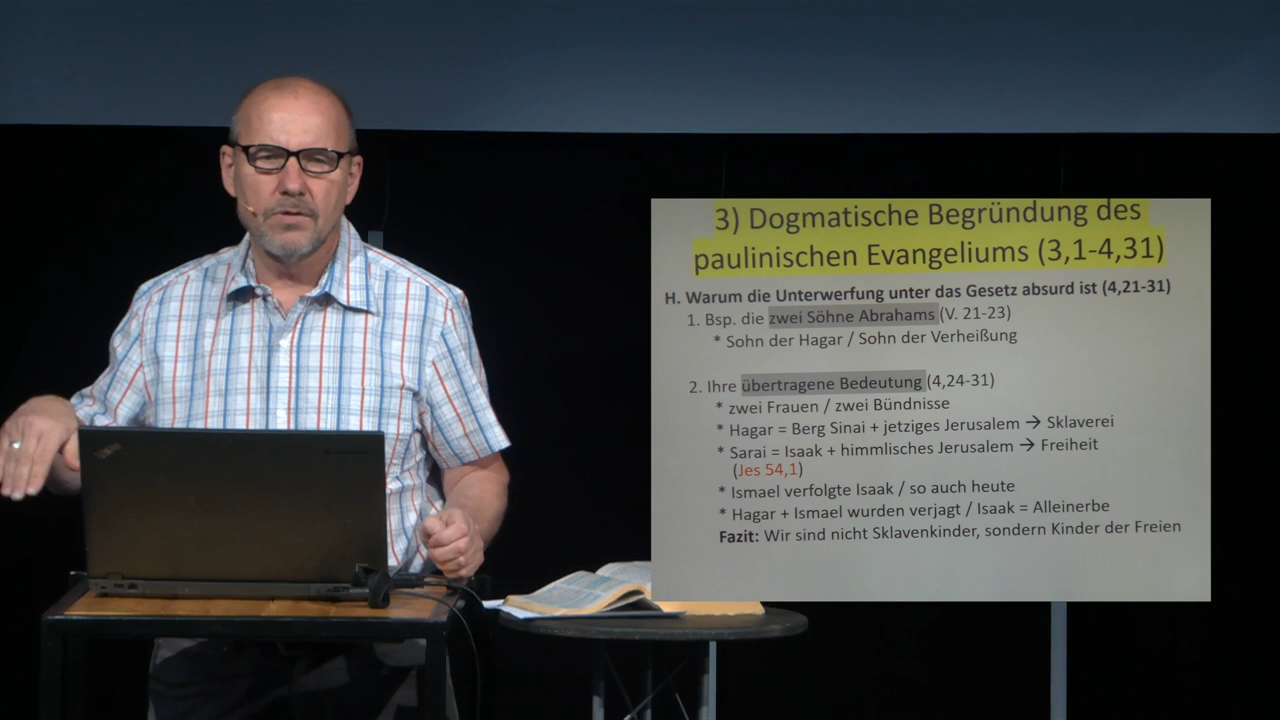 3) Dogmatische Begründung des
paulinischen Evangeliums (3,1-4,31)
H. Warum die Unterwerfung unter das Gesetz absurd ist (4,21-31)
1. Bsp. die zwei Söhne Abrahams (V. 21-23)
* Sohn der Hagar / Sohn der Verheißung
2. Ihre übertragene Bedeutung (4,24-31)
* zwei Frauen / zwei Bündnisse
* Hagar = Berg Sinai + jetziges Jerusalem → Sklaverei
* Sarai = Isaak + himmlisches Jerusalem → Freiheit
(Jes 54,1)
* Ismael verfolgte Isaak / so auch heute
* Hagar + Ismael wurden verjagt / Isaak = Alleinerbe
Fazit: Wir sind nicht Sklavenkinder, sondern Kinder der Freien